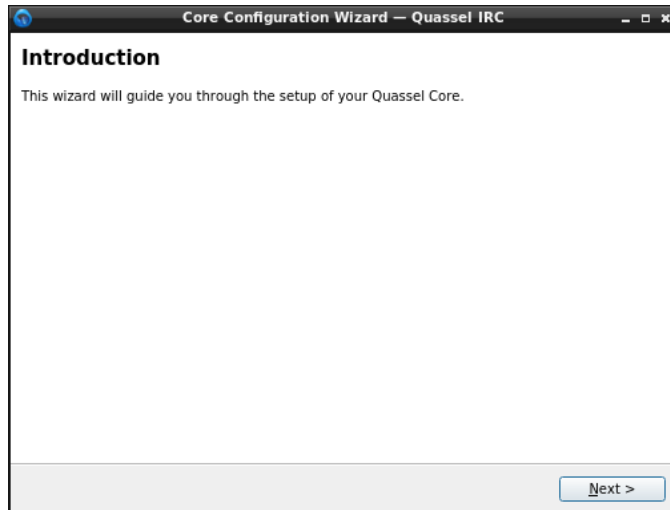 Core Configuration Wizard — Quassel IRC
Introduction
This wizard will guide you through the setup of your Quassel Core.
Next >